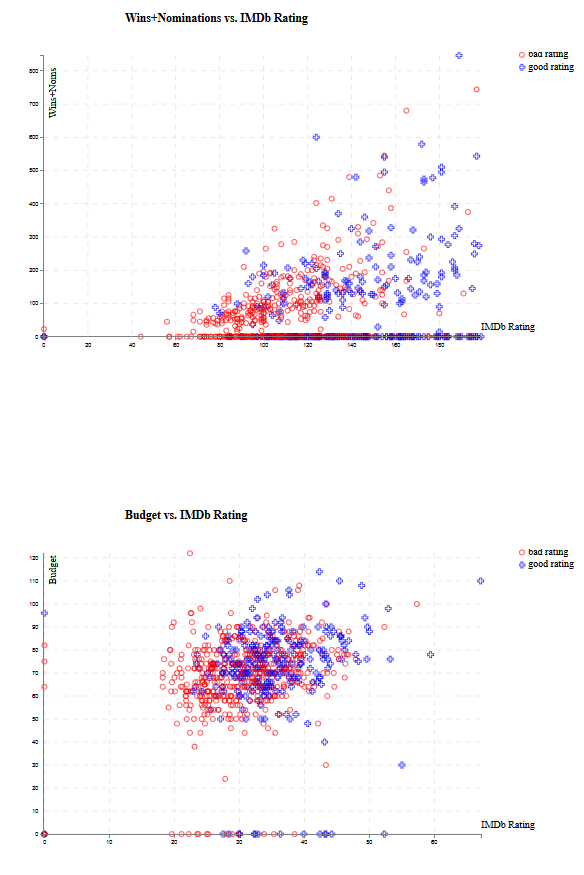 Wins+Nominations vs. IMDb Rating
bad rating
good rating
Wins+Noms
800
700
600
500
400
300
200
100
0
0 20 40 60 80 100 120 140 160 180
IMDb Rating
Budget vs. IMDb Rating
bad rating
good rating
Budget
120
110
100
90
80
70
60
50
40
30
20
10
0
0 10 20 30 40 50 60
IMDb Rating